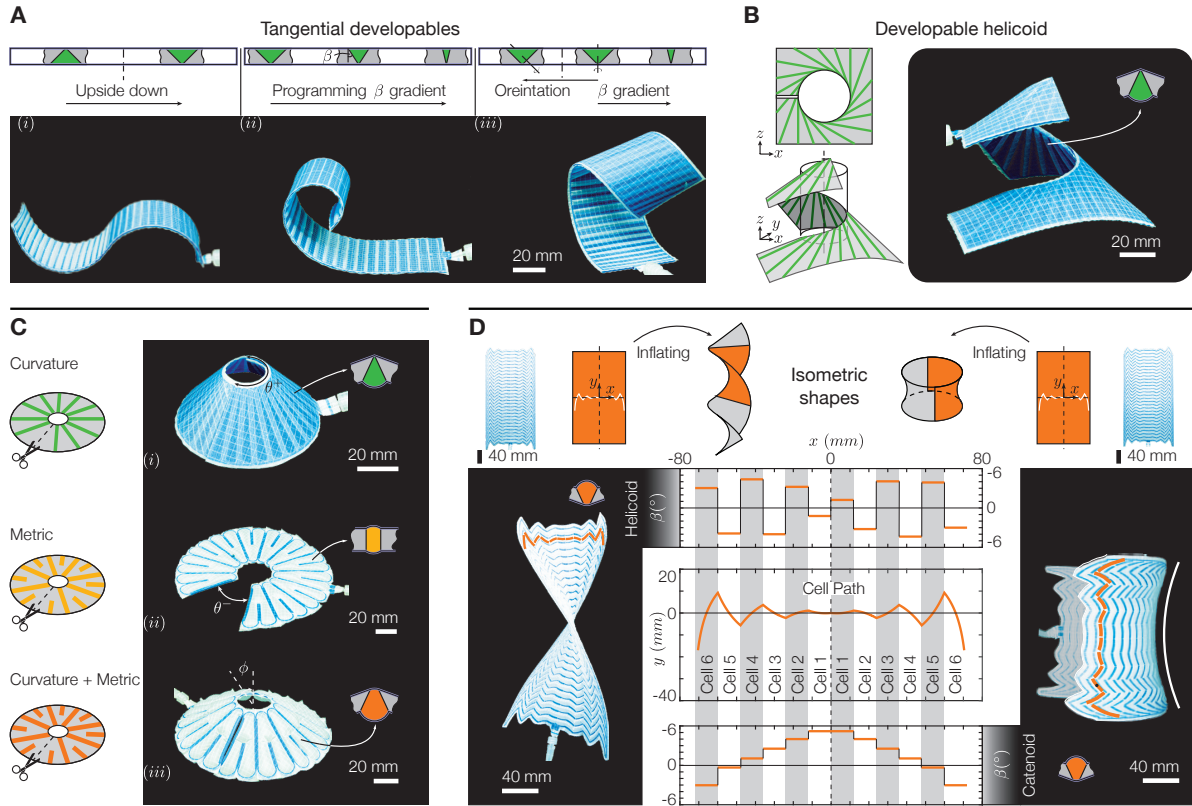 A
Tangential developables
β
Upside down
Programming β gradient
Oreintation
β gradient
(i)
(ii)
(iii)
20 mm
B
Developable helicoid
z
x
z
y
x
20 mm
C
Curvature
θ+
(i)
20 mm
Metric
θ−
(ii)
20 mm
Curvature + Metric
ϕ
(iii)
20 mm
D
Inflating
Isometric
shapes
Inflating
y
x
y
x
40 mm
40 mm
x (mm)
-80
0
80
Helicoid
β(°)
-6
0
6
20
0
-40
y (mm)
Cell Path
Cell 6
Cell 5
Cell 4
Cell 3
Cell 2
Cell 1
Cell 1
Cell 2
Cell 3
Cell 4
Cell 5
Cell 6
-6
0
6
β(°)
Catenoid
40 mm
40 mm